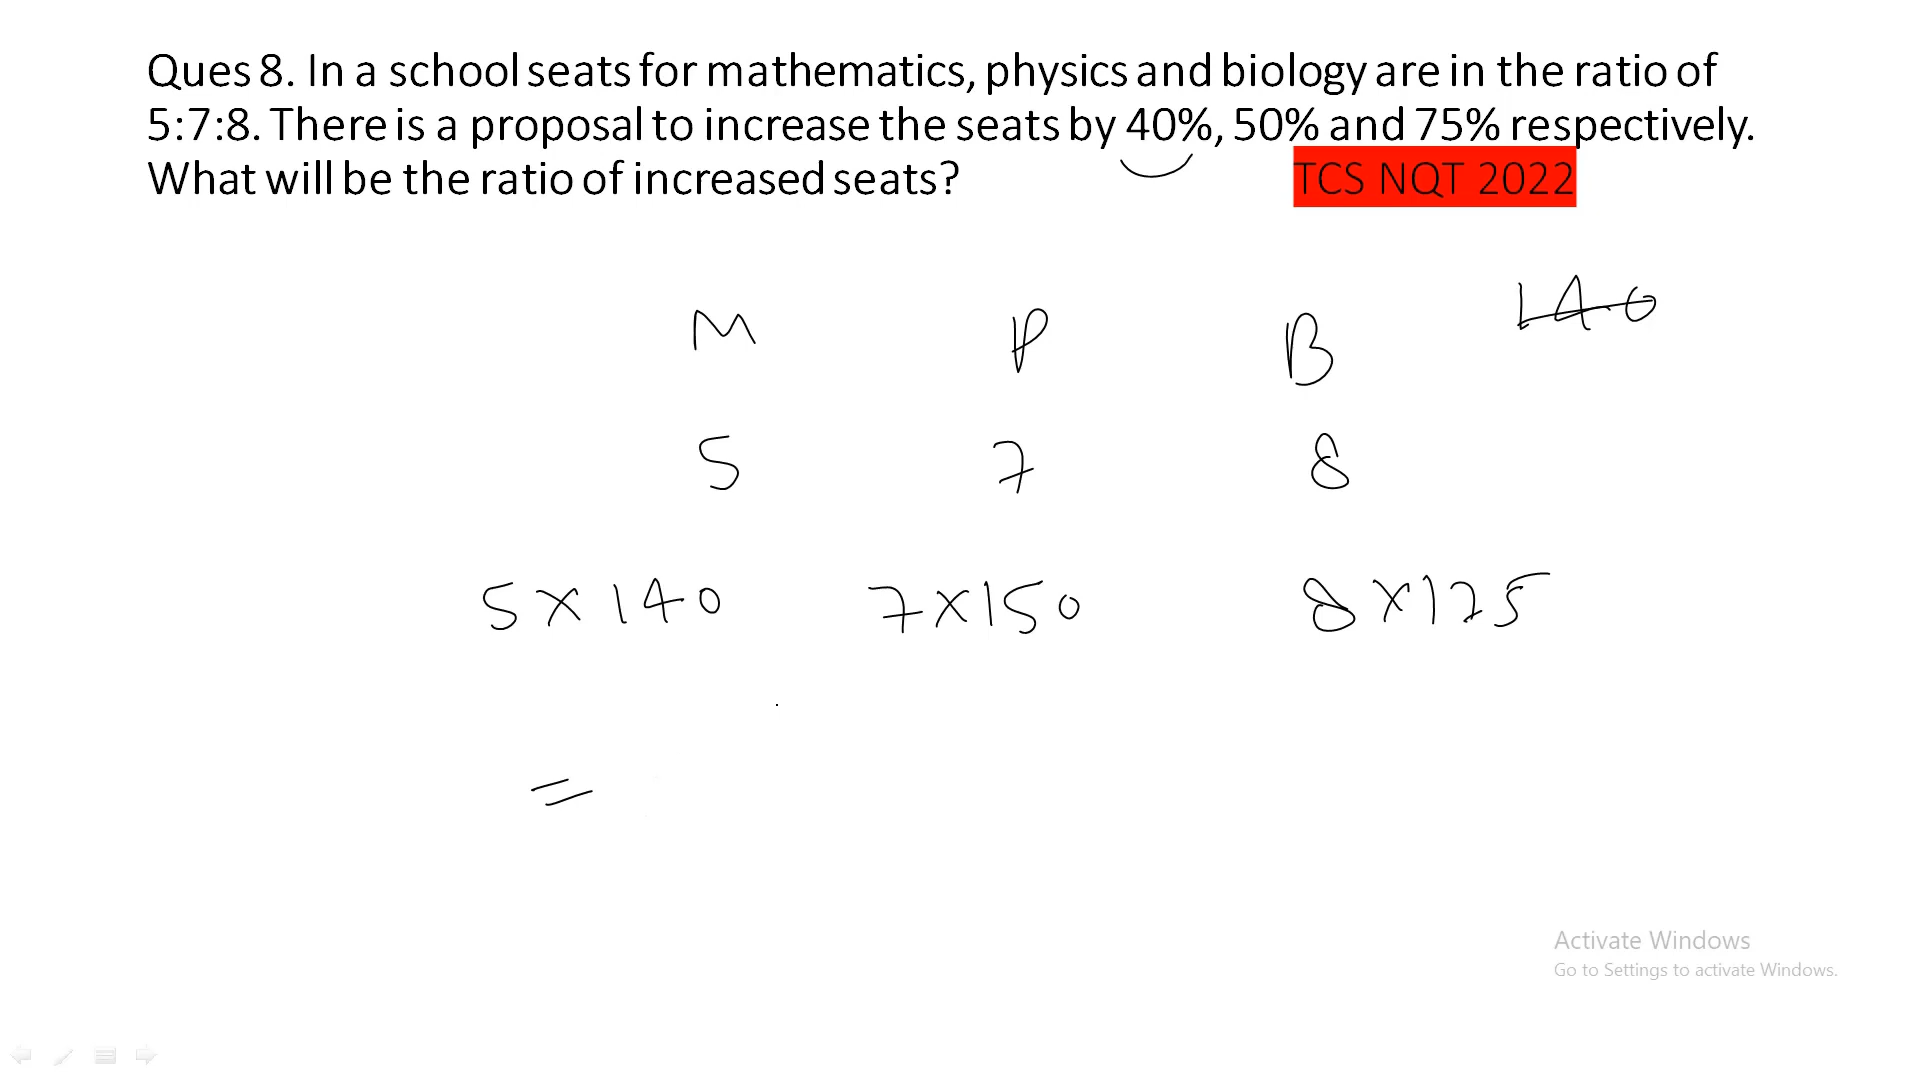 Ques 8. In a school seats for mathematics, physics and biology are in the ratio of
5:7:8. There is a proposal to increase the seats by 40%, 50% and 75% respectively.
What will be the ratio of increased seats? TCS NQT 2022
M P B 140
5 7 8
5 × 140 7 × 150 8 × 175
=
Activate Windows
Go to Settings to activate Windows.